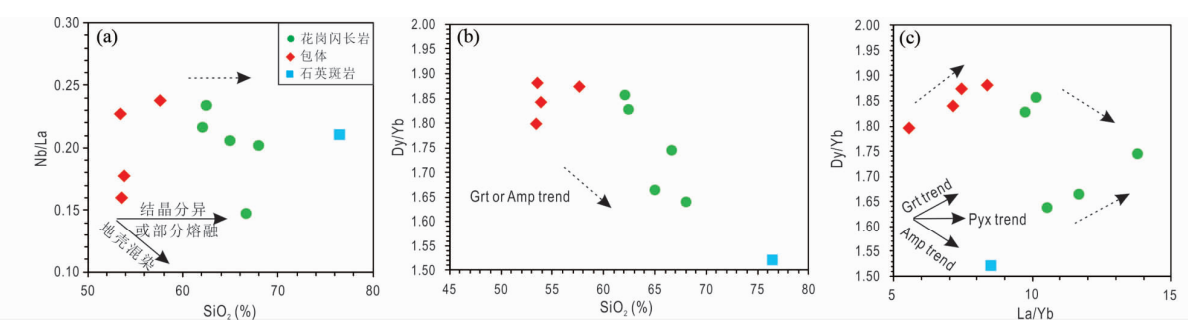 (a)
0.30
0.25
0.20
0.15
0.10
Nb/La
花岗闪长岩
包体
石英斑岩
结晶分异
或部分熔融
地壳混染
50
60
70
80
SiO₂ (%)
(b)
2.00
1.95
1.90
1.85
1.80
1.75
1.70
1.65
1.60
1.55
1.50
Dy/Yb
Grt or Amp trend
45
50
55
60
65
70
75
80
SiO₂ (%)
(c)
2.00
1.95
1.90
1.85
1.80
1.75
1.70
1.65
1.60
1.55
1.50
Dy/Yb
Grt trend
Pyx trend
Amp trend
5
10
15
La/Yb